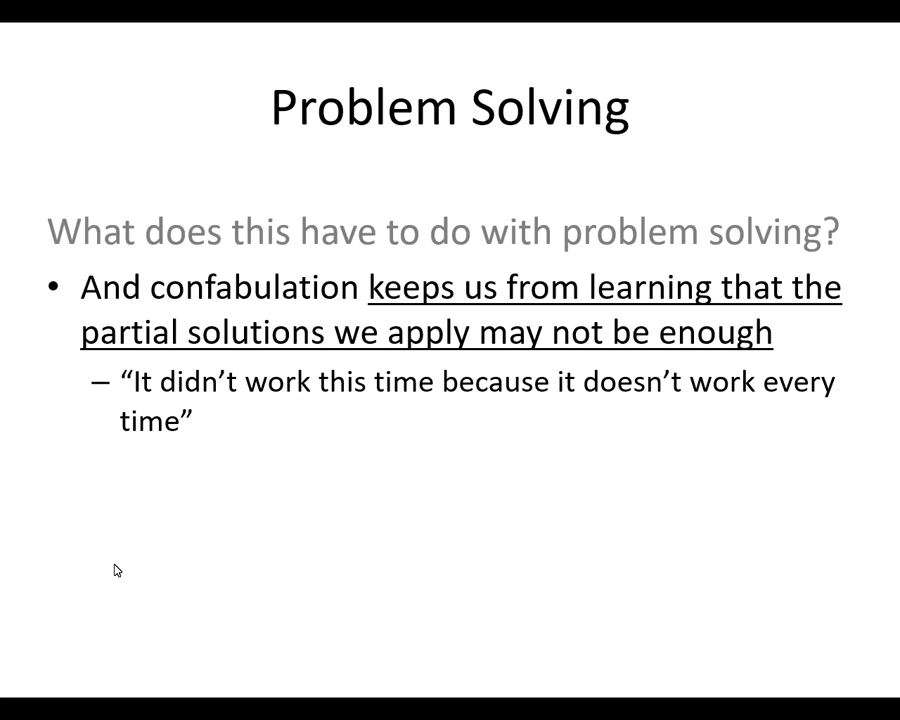 Problem Solving
What does this have to do with problem solving?
• And confabulation keeps us from learning that the
partial solutions we apply may not be enough
– “It didn’t work this time because it doesn’t work every
time”